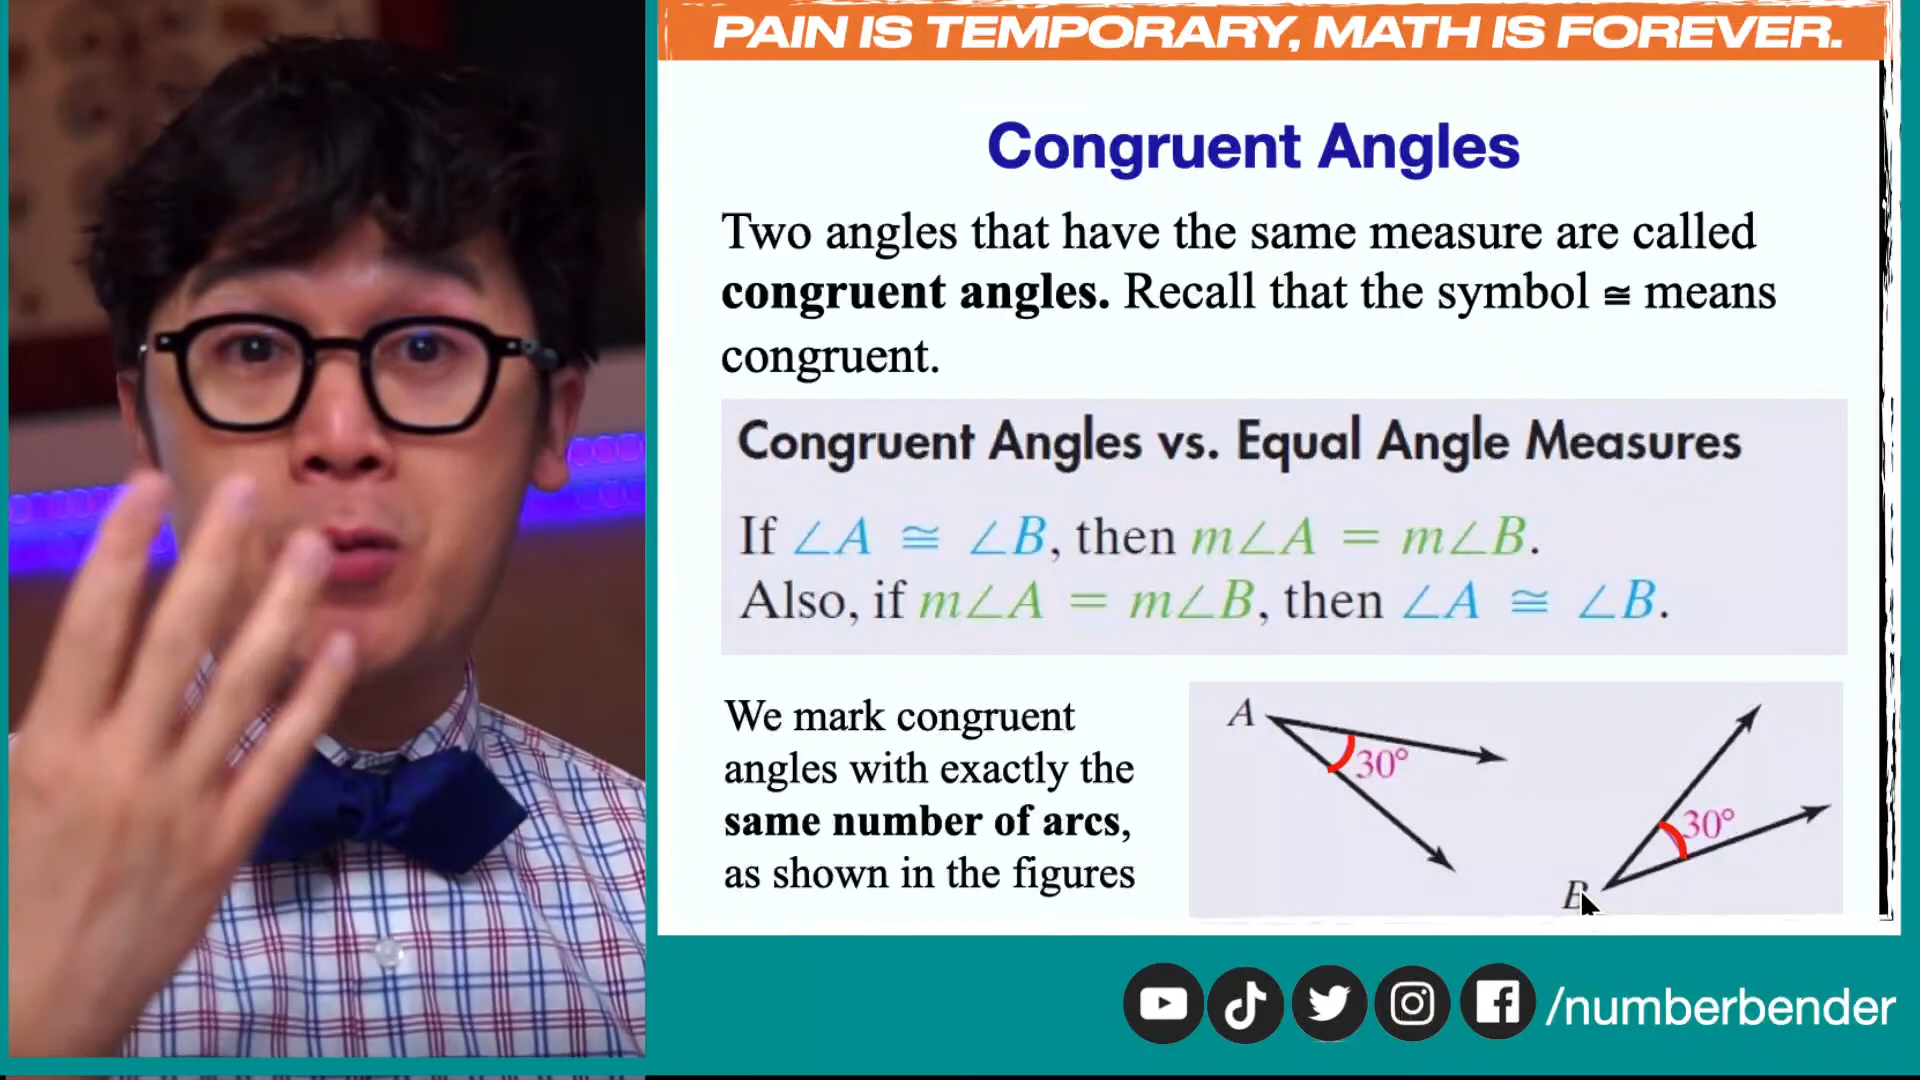 PAIN IS TEMPORARY, MATH IS FOREVER.
Congruent Angles
Two angles that have the same measure are called
congruent angles. Recall that the symbol ≅ means
congruent.
Congruent Angles vs. Equal Angle Measures
If ∠A ≅ ∠B, then m∠A = m∠B.
Also, if m∠A = m∠B, then ∠A ≅ ∠B.
We mark congruent
angles with exactly the
same number of arcs,
as shown in the figures
A
30°
30°
B
/numberbender